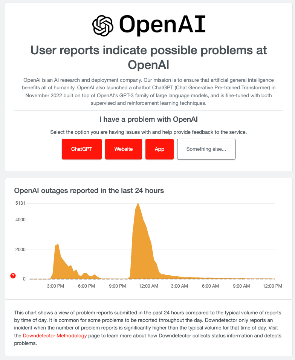 OpenAI
User reports indicate possible problems at
OpenAI
OpenAI is an AI research and deployment company. Our mission is to ensure that artificial general intelligence
benefits all of humanity. OpenAI also launched a chatbot ChatGPT (Chat Generative Pre-trained Transformer) in
November 2022 built on top of OpenAI's GPT-3 family of large language models, and is fine-tuned with both
supervised and reinforcement learning techniques.
I have a problem with OpenAI
Select the option you are having issues with and help provide feedback to the service.
ChatGPT Website App Something else...
OpenAI outages reported in the last 24 hours
3:00 PM 6:00 PM 9:00 PM 12:00 AM 3:00 AM 6:00 AM 9:00 AM 12:00 PM
This chart shows a view of problem reports submitted in the past 24 hours compared to the typical volume of reports
by time of day. It is common for some problems to be reported throughout the day. Downdetector only reports an
incident when the number of problem reports is significantly higher than the typical volume for that time of day. Visit
the Downdetector Methodology page to learn more about how Downdetector collects status information and detects
problems.